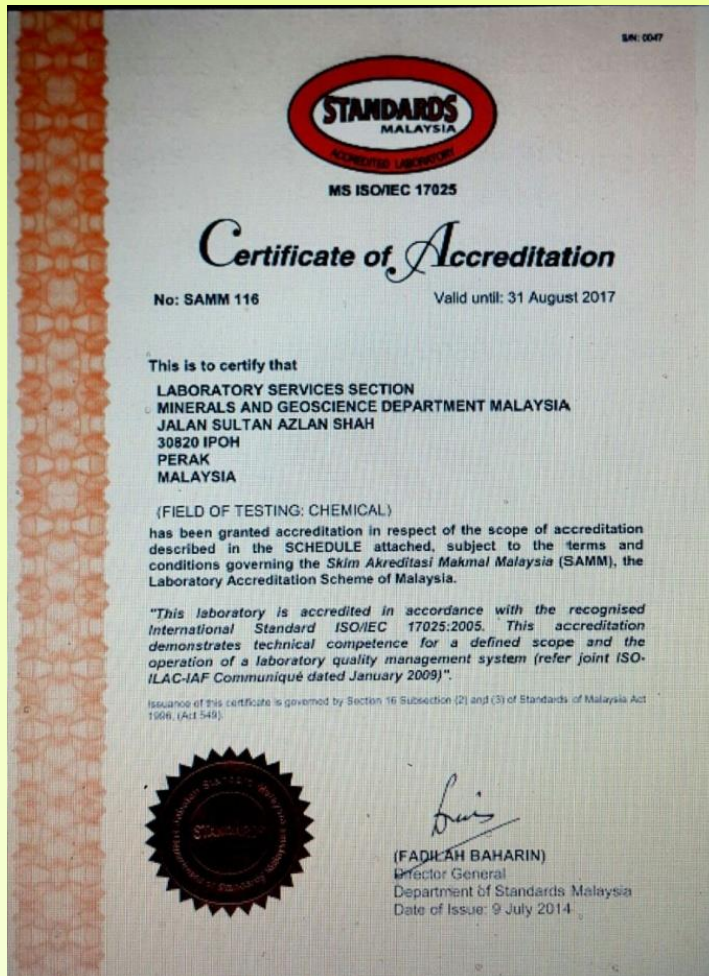 S/N: 0047
STANDARDS
MALAYSIA
ACCREDITED LABORATORY
MS ISO/IEC 17025
Certificate of Accreditation
No: SAMM 116
Valid until: 31 August 2017
This is to certify that
LABORATORY SERVICES SECTION
MINERALS AND GEOSCIENCE DEPARTMENT MALAYSIA
JALAN SULTAN AZLAN SHAH
30820 IPOH
PERAK
MALAYSIA
(FIELD OF TESTING: CHEMICAL)
has been granted accreditation in respect of the scope of accreditation
described in the SCHEDULE attached, subject to the terms and
conditions governing the Skim Akreditasi Makmal Malaysia (SAMM), the
Laboratory Accreditation Scheme of Malaysia.
"This laboratory is accredited in accordance with the recognised
International Standard ISO/IEC 17025:2005. This accreditation
demonstrates technical competence for a defined scope and the
operation of a laboratory quality management system (refer joint ISO-
ILAC-IAF Communiqué dated January 2009)".
Issuance of this certificate is governed by Section 16 Subsection (2) and (3) of Standards of Malaysia Act
1996, (Act 549).
STANDARDS
(FADILAH BAHARIN)
Director General
Department of Standards Malaysia
Date of Issue: 9 July 2014